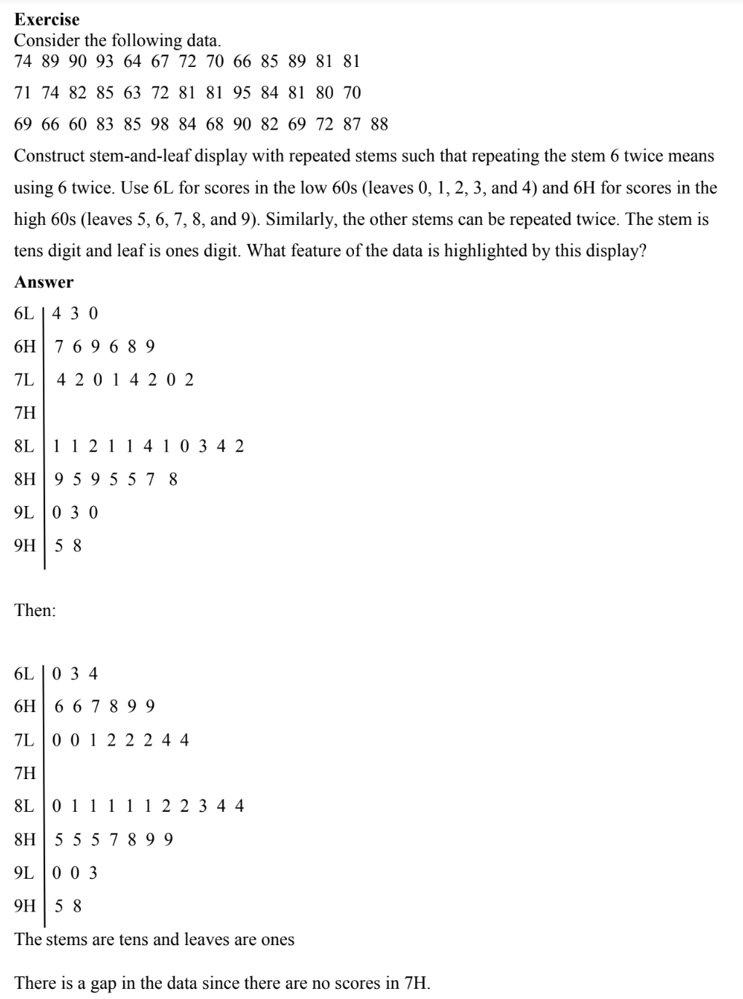 Exercise
Consider the following data.
74 89 90 93 64 67 72 70 66 85 89 81 81
71 74 82 85 63 72 81 81 95 84 81 80 70
69 66 60 83 85 98 84 68 90 82 69 72 87 88
Construct stem-and-leaf display with repeated stems such that repeating the stem 6 twice means
using 6 twice. Use 6L for scores in the low 60s (leaves 0, 1, 2, 3, and 4) and 6H for scores in the
high 60s (leaves 5, 6, 7, 8, and 9). Similarly, the other stems can be repeated twice. The stem is
tens digit and leaf is ones digit. What feature of the data is highlighted by this display?
Answer
6L | 4 3 0
6H | 7 6 9 6 8 9
7L | 4 2 0 1 4 2 0 2
7H |
8L | 1 1 2 1 1 4 1 0 3 4 2
8H | 9 5 9 5 5 7 8
9L | 0 3 0
9H | 5 8
Then:
6L | 0 3 4
6H | 6 6 7 8 9 9
7L | 0 0 1 2 2 2 4 4
7H |
8L | 0 1 1 1 1 1 2 2 3 4 4
8H | 5 5 5 7 8 9 9
9L | 0 0 3
9H | 5 8
The stems are tens and leaves are ones
There is a gap in the data since there are no scores in 7H.